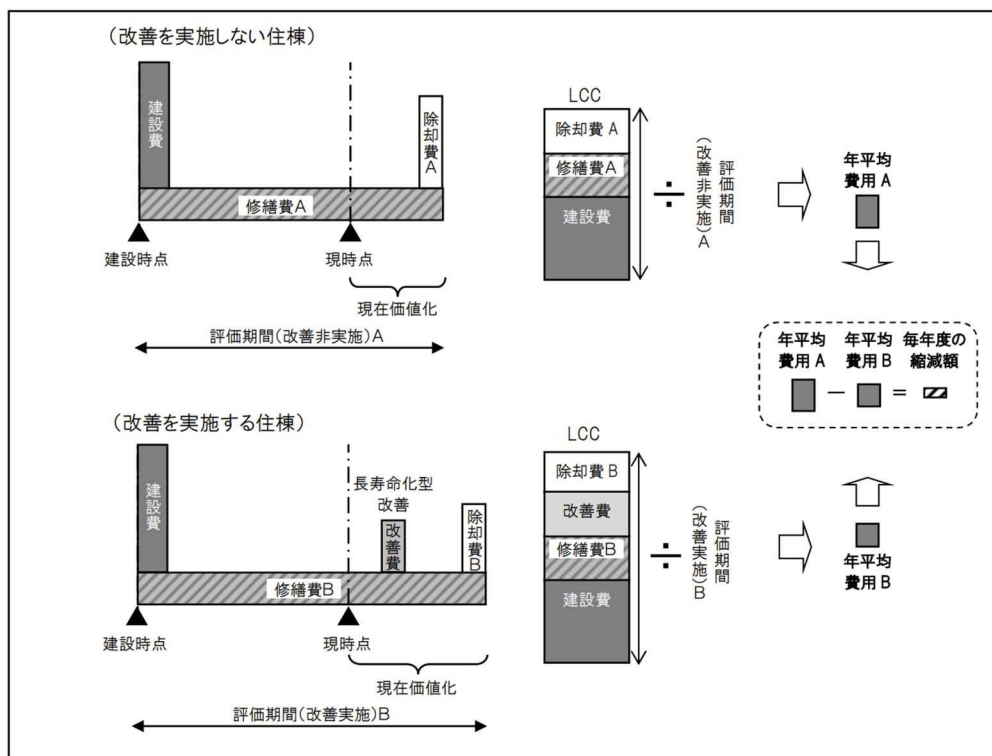 (改善を実施しない住棟)
建設費
除却費A
修繕費A
建設時点
現時点
現在価値化
評価期間(改善非実施)A
LCC
除却費A
修繕費A
建設費
÷
評価期間
(改善非実施)A
年平均
費用A
年平均
費用A
年平均
費用B
毎年度の
縮減額
− =
(改善を実施する住棟)
建設費
長寿命化型
改善
改善費
除却費B
修繕費B
建設時点
現時点
現在価値化
評価期間(改善実施)B
LCC
除却費B
改善費
修繕費B
建設費
÷
評価期間
(改善実施)B
年平均
費用B